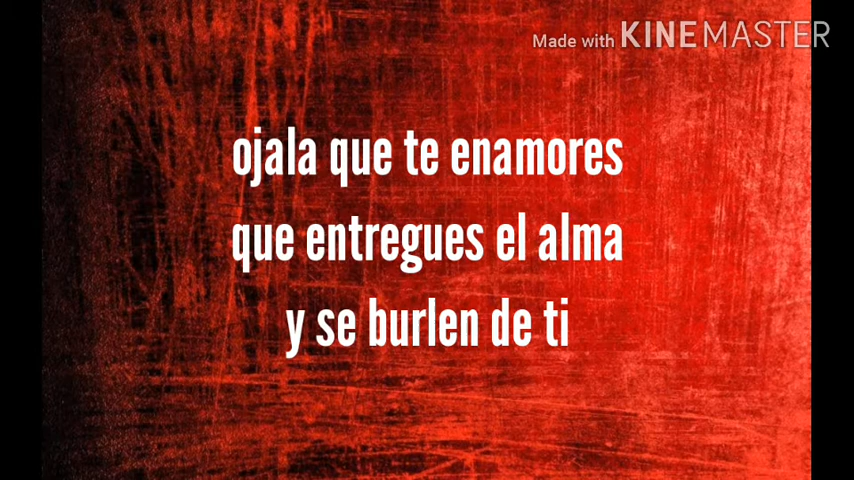 Made with KINEMASTER
ojala que te enamores
que entregues el alma
y se burlen de ti